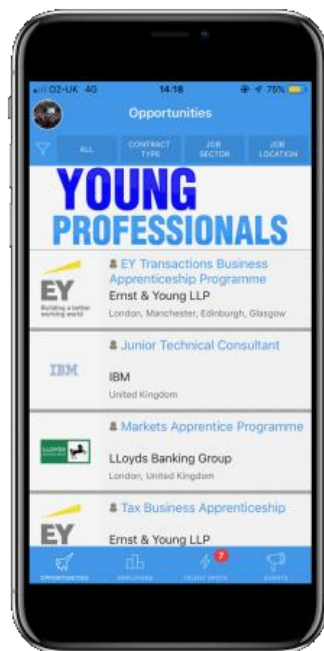 O2-UK 4G 14:18 75%
Opportunities
ALL
CONTRACT
TYPE
JOB
SECTOR
JOB
LOCATION
YOUNG
PROFESSIONALS
EY Transactions Business
Apprenticeship Programme
EY
Building a better
working world
Ernst & Young LLP
London, Manchester, Edinburgh, Glasgow
Junior Technical Consultant
IBM
IBM
United Kingdom
Markets Apprentice Programme
LLOYDS
LLoyds Banking Group
London, United Kingdom
Tax Business Apprenticeship
EY
Ernst & Young LLP
7
OPPORTUNITIES
EMPLOYERS
TALENT SPOTS
EVENTS